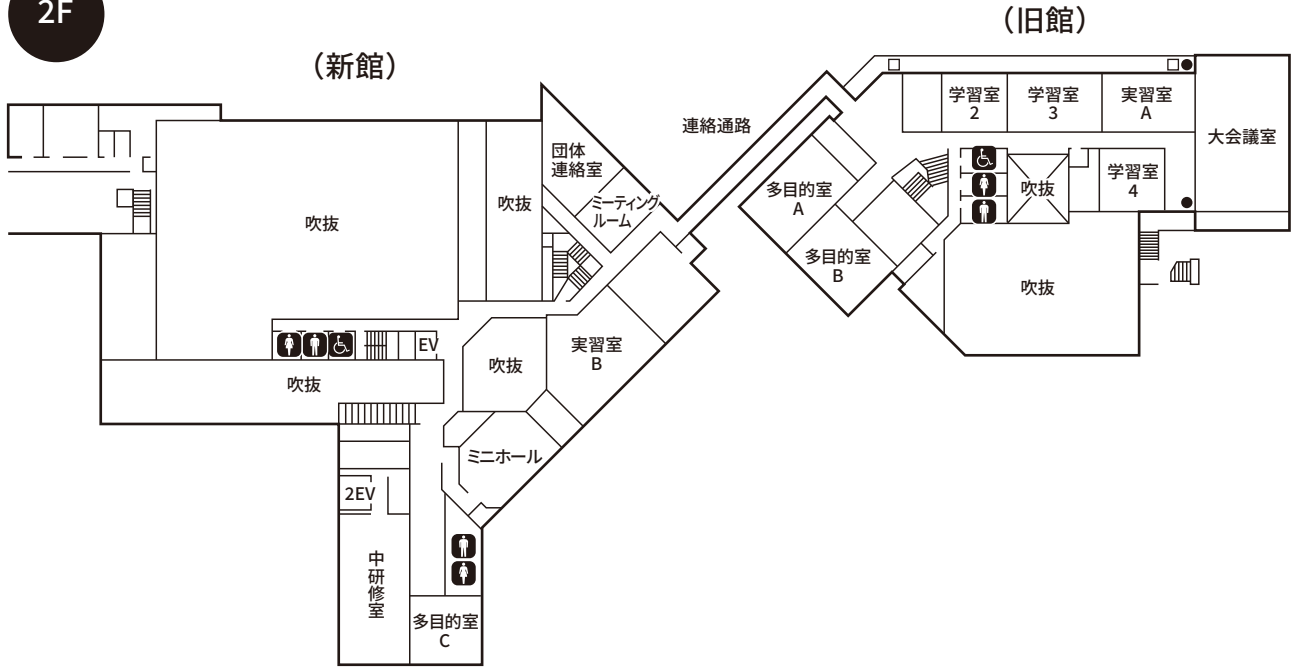 2F
（新館）
（旧館）
団体
連絡室
ミーティング
ルーム
吹抜
吹抜
連絡通路
学習室
2
学習室
3
実習室
A
大会議室
多目的室
A
多目的室
B
吹抜
学習室
4
吹抜
EV
吹抜
吹抜
実習室
B
ミニホール
2EV
中研修室
多目的室
C